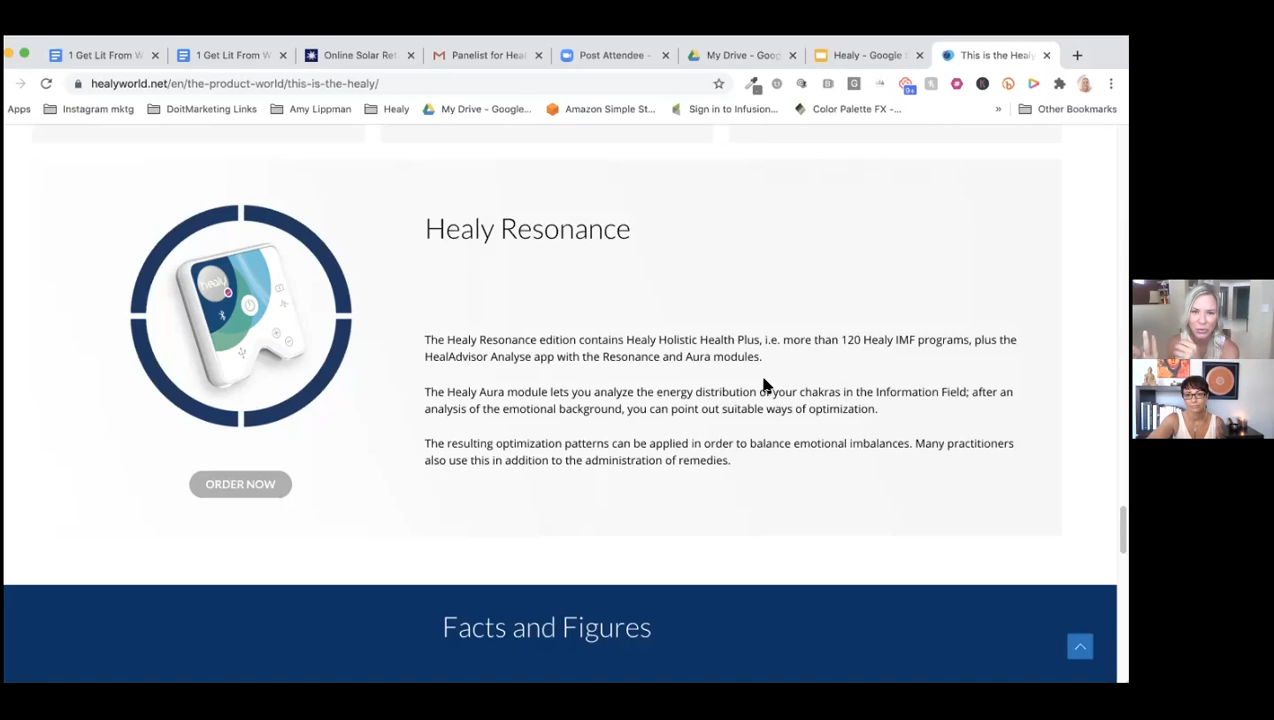 1 Get Lit From W
1 Get Lit From W
Online Solar Ret
Panelist for Heal
Post Attendee -
My Drive - Goog
Healy - Google S
This is the Healy
healyworld.net/en/the-product-world/this-is-the-healy/
Apps
Instagram mktg
DoitMarketing Links
Amy Lippman
Healy
My Drive - Google...
Amazon Simple St...
Sign in to Infusion...
Color Palette FX -...
»
Other Bookmarks
healy
Healy Resonance
The Healy Resonance edition contains Healy Holistic Health Plus, i.e. more than 120 Healy IMF programs, plus the
HealAdvisor Analyse app with the Resonance and Aura modules.
The Healy Aura module lets you analyze the energy distribution of your chakras in the Information Field; after an
analysis of the emotional background, you can point out suitable ways of optimization.
The resulting optimization patterns can be applied in order to balance emotional imbalances. Many practitioners
also use this in addition to the administration of remedies.
ORDER NOW
Facts and Figures